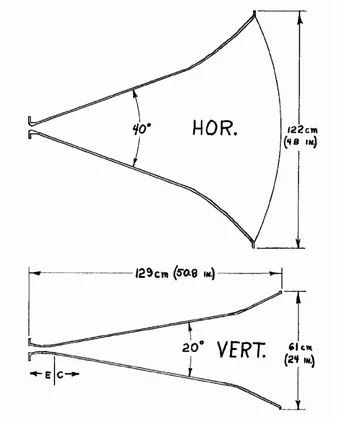 40°
HOR.
122cm
(48 IN.)
129cm (50.8 IN.)
20°
VERT.
61cm
(24 IN.)
E C